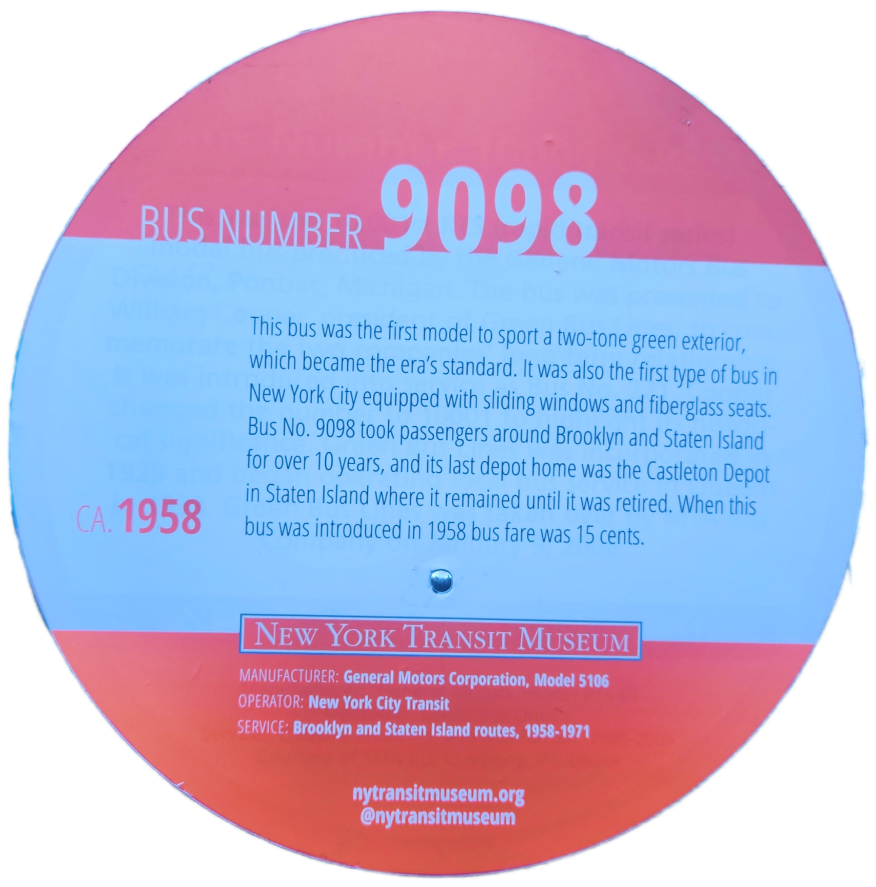 BUS NUMBER 9098
This bus was the first model to sport a two-tone green exterior,
which became the era's standard. It was also the first type of bus in
New York City equipped with sliding windows and fiberglass seats.
Bus No. 9098 took passengers around Brooklyn and Staten Island
for over 10 years, and its last depot home was the Castleton Depot
in Staten Island where it remained until it was retired. When this
bus was introduced in 1958 bus fare was 15 cents.
CA. 1958
NEW YORK TRANSIT MUSEUM
MANUFACTURER: General Motors Corporation, Model 5106
OPERATOR: New York City Transit
SERVICE: Brooklyn and Staten Island routes, 1958-1971
nytransitmuseum.org
@nytransitmuseum